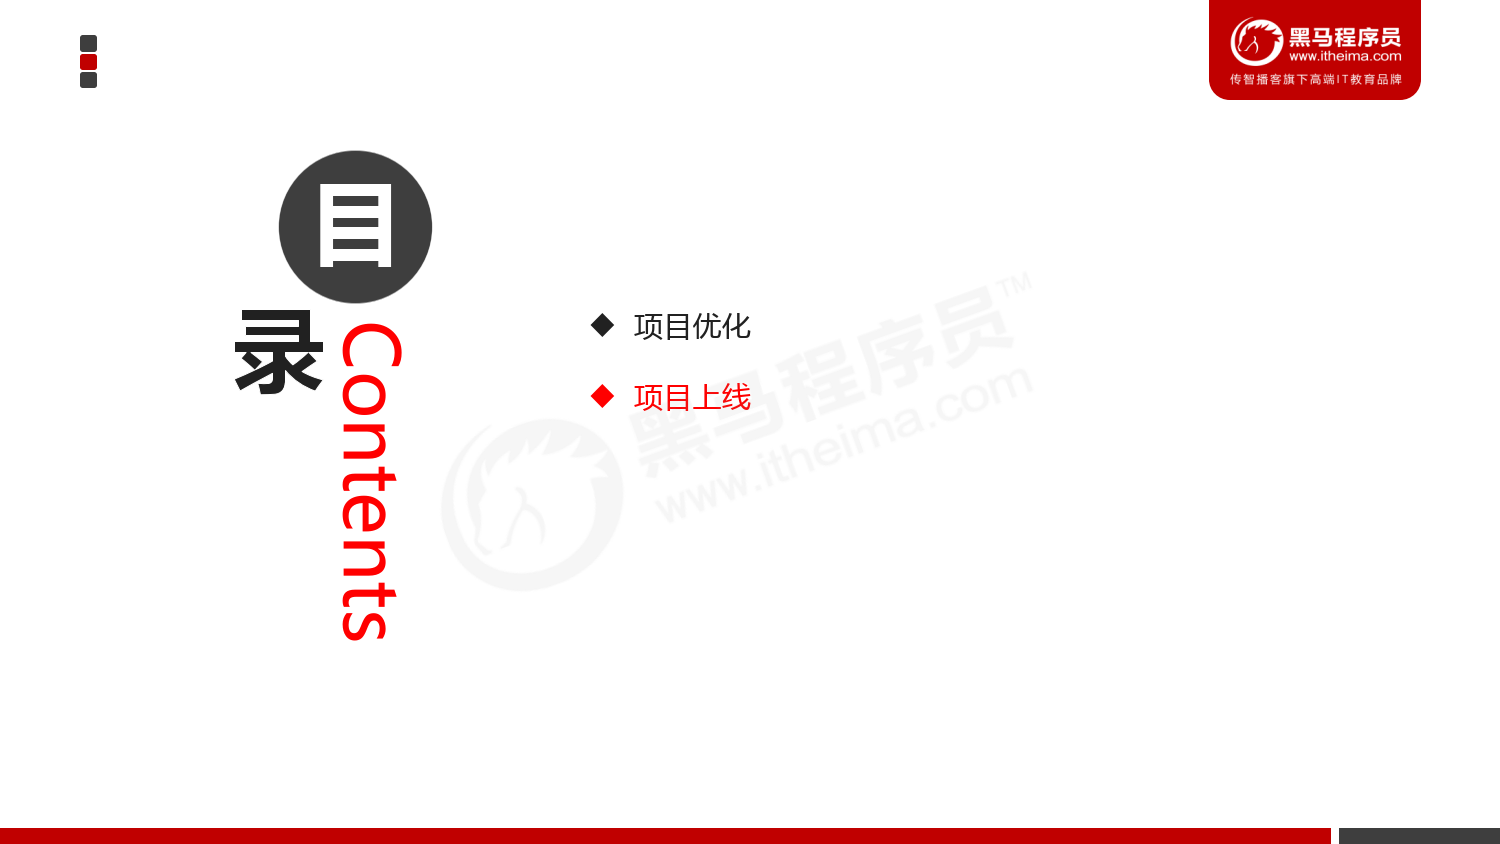 黑马程序员
www.itheima.com
传智播客旗下高端IT教育品牌
目
录
Contents
◆ 项目优化
◆ 项目上线
黑马程序员™
www.itheima.com